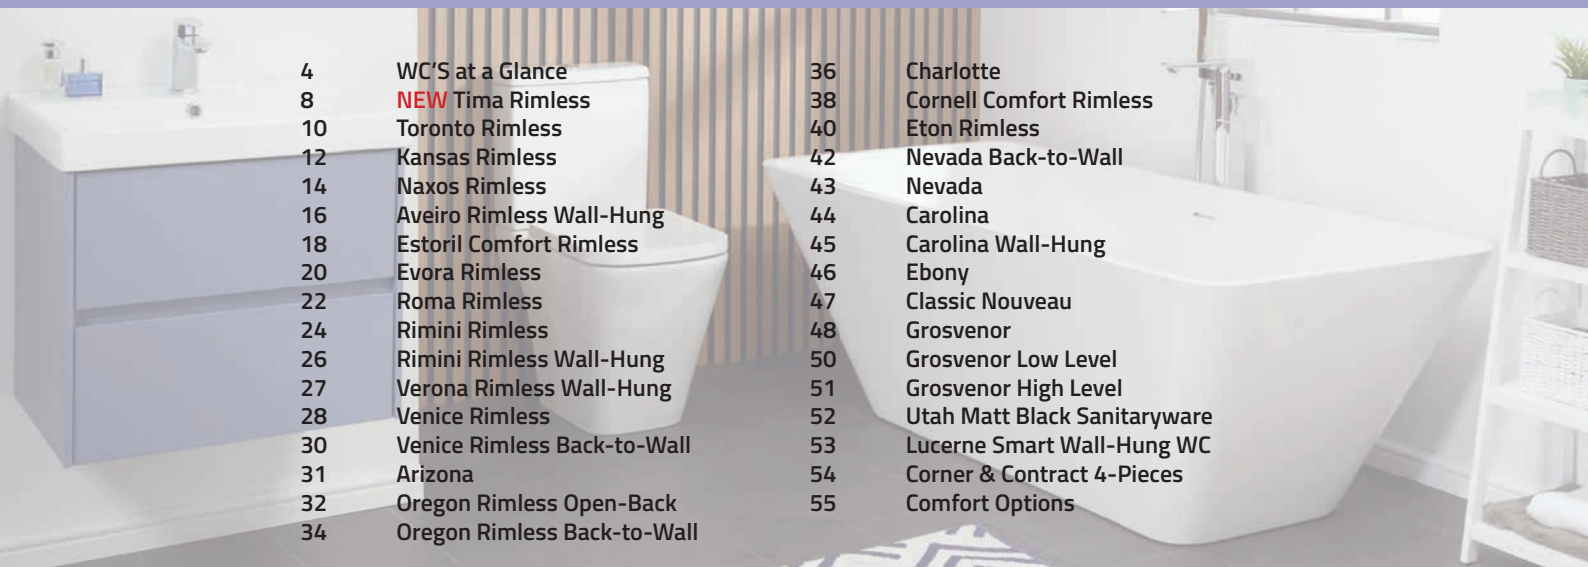 4 WC'S at a Glance
8 NEW Tima Rimless
10 Toronto Rimless
12 Kansas Rimless
14 Naxos Rimless
16 Aveiro Rimless Wall-Hung
18 Estoril Comfort Rimless
20 Evora Rimless
22 Roma Rimless
24 Rimini Rimless
26 Rimini Rimless Wall-Hung
27 Verona Rimless Wall-Hung
28 Venice Rimless
30 Venice Rimless Back-to-Wall
31 Arizona
32 Oregon Rimless Open-Back
34 Oregon Rimless Back-to-Wall
36 Charlotte
38 Cornell Comfort Rimless
40 Eton Rimless
42 Nevada Back-to-Wall
43 Nevada
44 Carolina
45 Carolina Wall-Hung
46 Ebony
47 Classic Nouveau
48 Grosvenor
50 Grosvenor Low Level
51 Grosvenor High Level
52 Utah Matt Black Sanitaryware
53 Lucerne Smart Wall-Hung WC
54 Corner & Contract 4-Pieces
55 Comfort Options